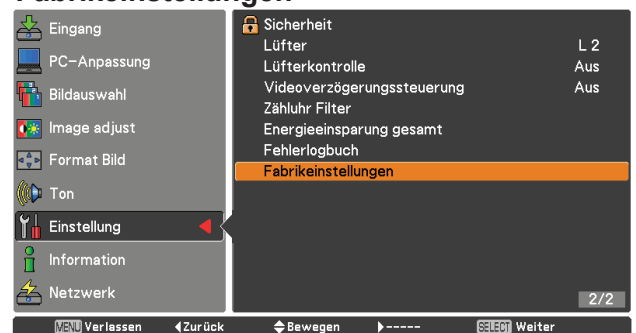 Fabrikeinstellungen
Eingang
PC-Anpassung
Bildauswahl
Image adjust
Format Bild
Ton
Einstellung
Information
Netzwerk
Sicherheit
Lüfter L 2
Lüfterkontrolle Aus
Videoverzögerungssteuerung Aus
Zähluhr Filter
Energieeinsparung gesamt
Fehlerlogbuch
Fabrikeinstellungen
2/2
MENU Verlassen Zurück Bewegen ----- SELECT Weiter